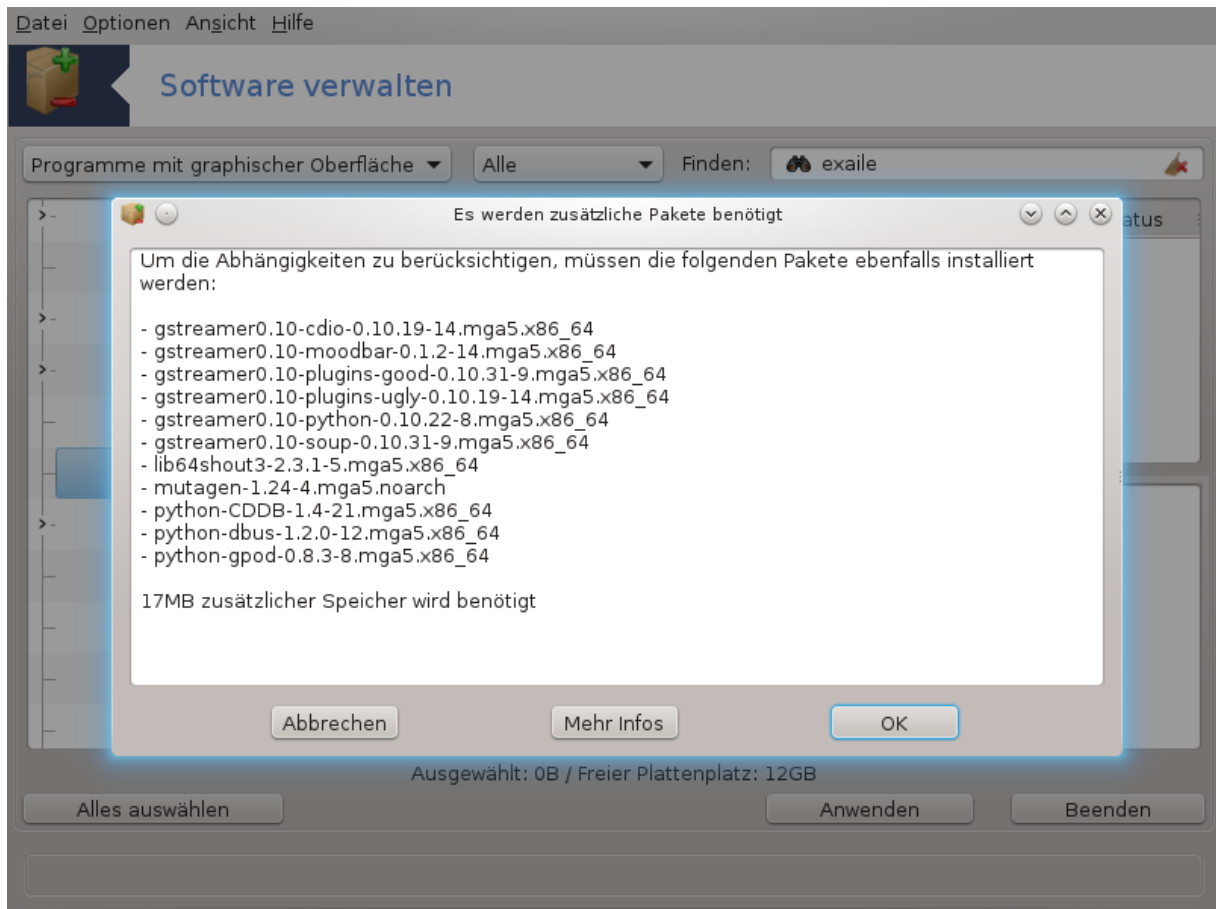 Datei Optionen Ansicht Hilfe
Software verwalten
Programme mit graphischer Oberfläche Alle Finden: exaile
Es werden zusätzliche Pakete benötigt
atus
Um die Abhängigkeiten zu berücksichtigen, müssen die folgenden Pakete ebenfalls installiert
werden:
- gstreamer0.10-cdio-0.10.19-14.mga5.x86_64
- gstreamer0.10-moodbar-0.1.2-14.mga5.x86_64
- gstreamer0.10-plugins-good-0.10.31-9.mga5.x86_64
- gstreamer0.10-plugins-ugly-0.10.19-14.mga5.x86_64
- gstreamer0.10-python-0.10.22-8.mga5.x86_64
- gstreamer0.10-soup-0.10.31-9.mga5.x86_64
- lib64shout3-2.3.1-5.mga5.x86_64
- mutagen-1.24-4.mga5.noarch
- python-CDDB-1.4-21.mga5.x86_64
- python-dbus-1.2.0-12.mga5.x86_64
- python-gpod-0.8.3-8.mga5.x86_64
17MB zusätzlicher Speicher wird benötigt
Abbrechen Mehr Infos OK
Ausgewählt: 0B / Freier Plattenplatz: 12GB
Alles auswählen Anwenden Beenden